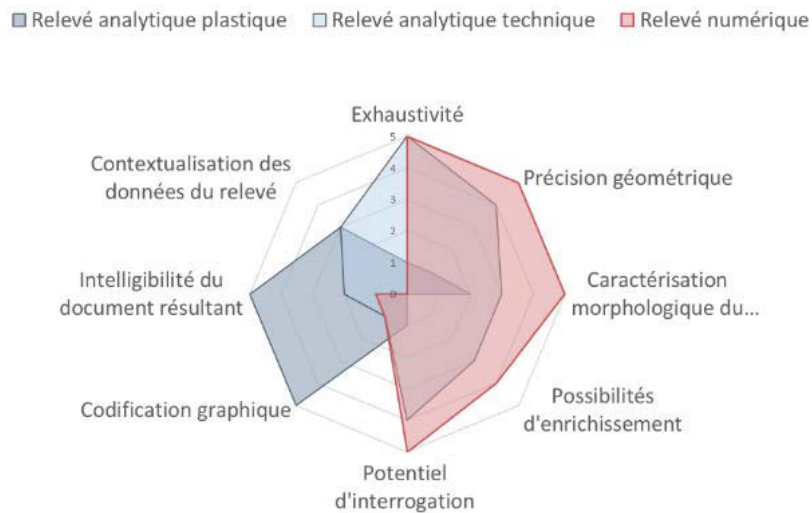 Relevé analytique plastique Relevé analytique technique Relevé numérique
Exhaustivité
Contextualisation des
données du relevé
Précision géométrique
5
4
3
2
1
0
Intelligibilité du
document résultant
Caractérisation
morphologique du...
Codification graphique
Possibilités
d'enrichissement
Potentiel
d'interrogation